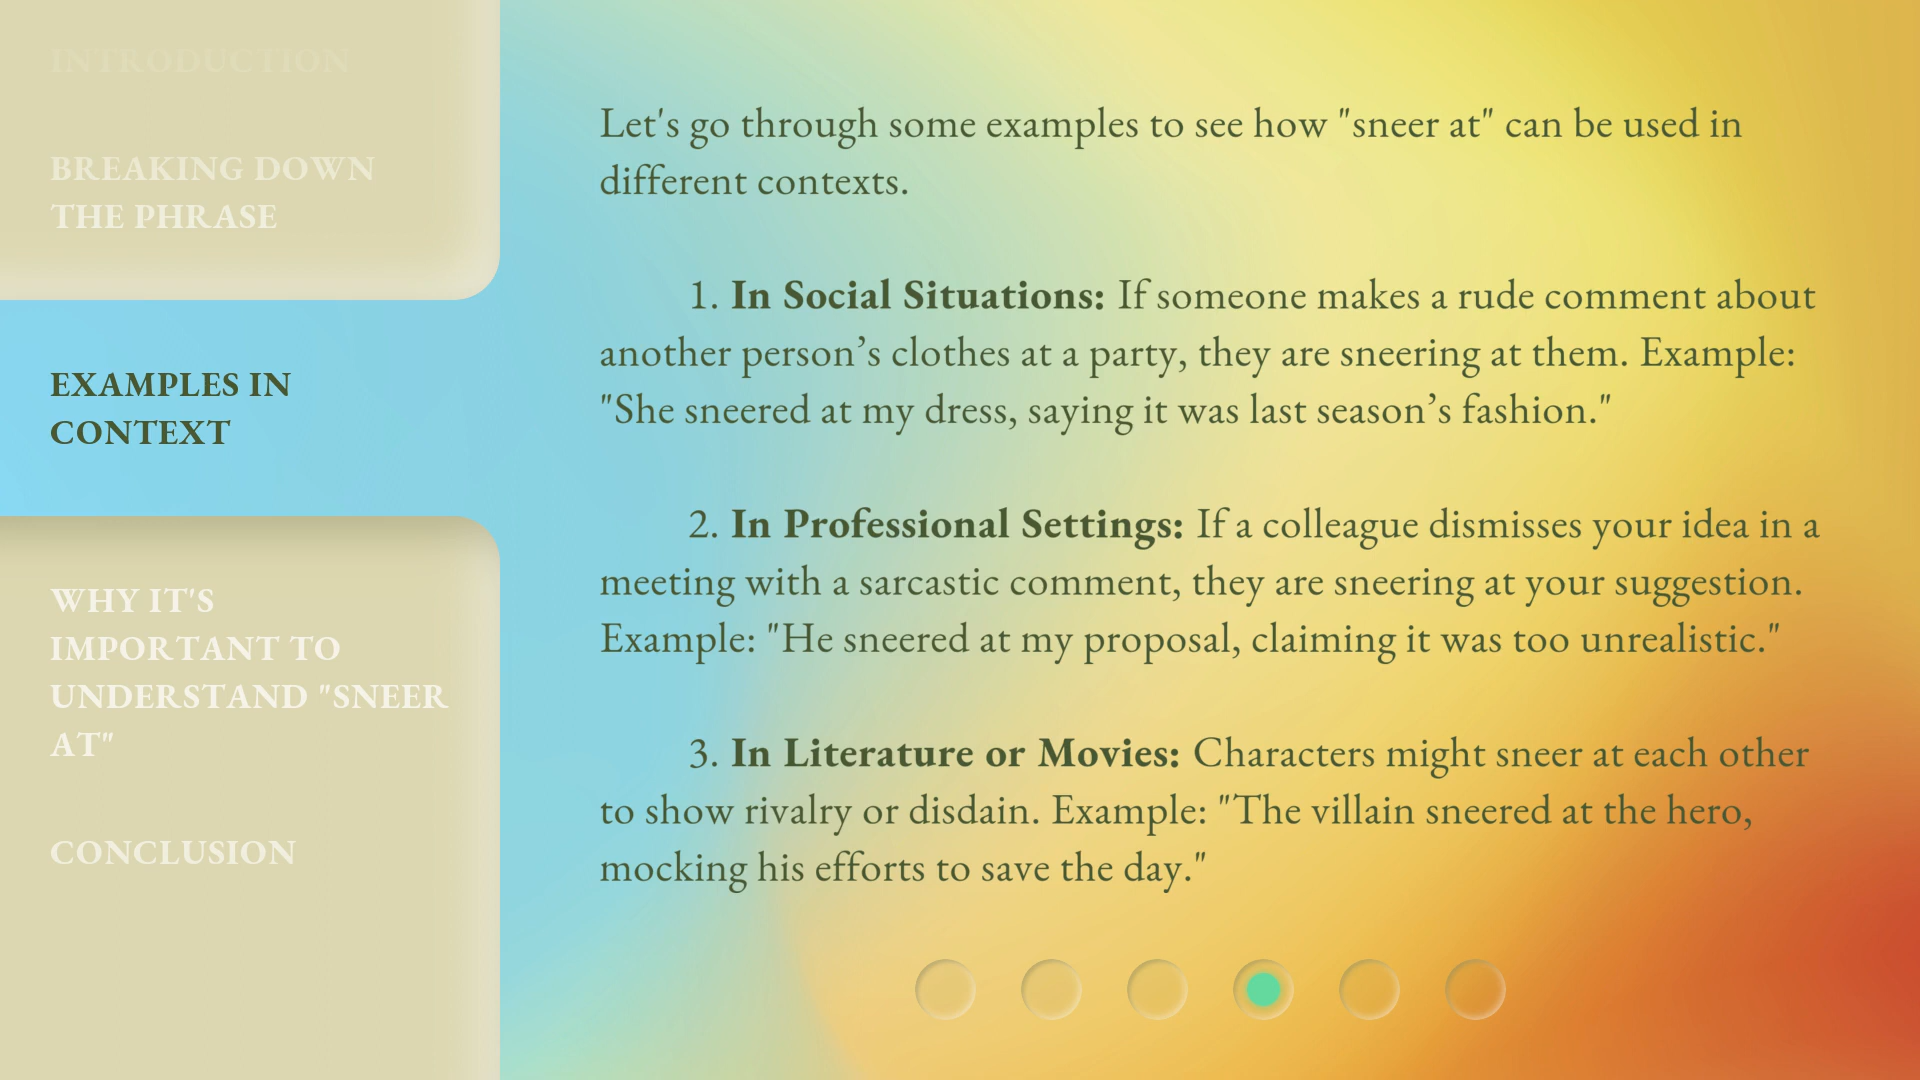 INTRODUCTION
BREAKING DOWN
THE PHRASE
EXAMPLES IN
CONTEXT
WHY IT'S
IMPORTANT TO
UNDERSTAND "SNEER
AT"
CONCLUSION
Let's go through some examples to see how "sneer at" can be used in
different contexts.
1. In Social Situations: If someone makes a rude comment about
another person’s clothes at a party, they are sneering at them. Example:
"She sneered at my dress, saying it was last season’s fashion."
2. In Professional Settings: If a colleague dismisses your idea in a
meeting with a sarcastic comment, they are sneering at your suggestion.
Example: "He sneered at my proposal, claiming it was too unrealistic."
3. In Literature or Movies: Characters might sneer at each other
to show rivalry or disdain. Example: "The villain sneered at the hero,
mocking his efforts to save the day."